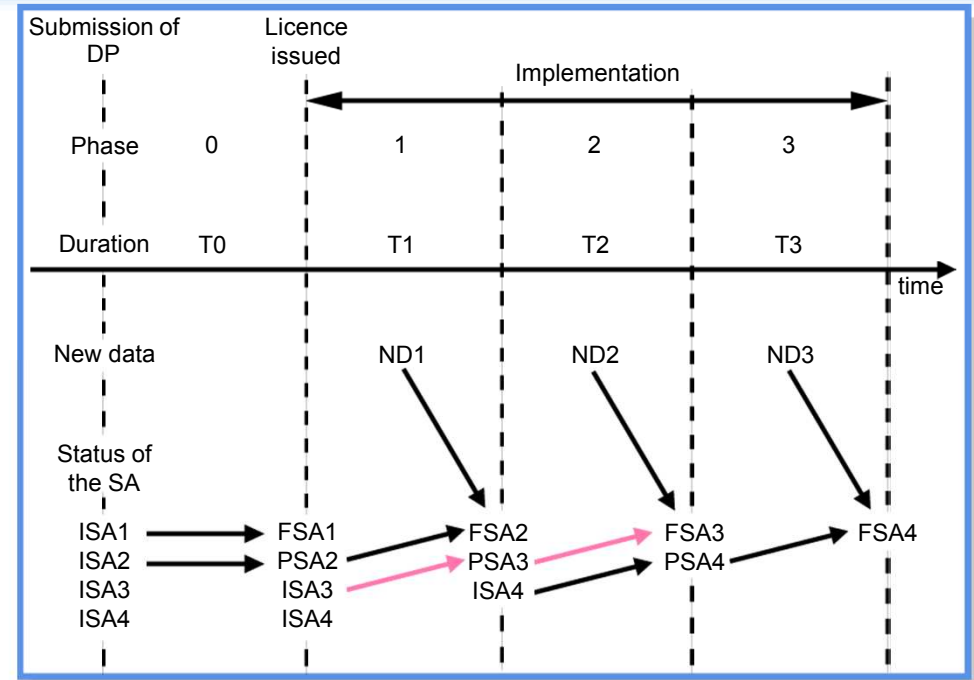 Submission of
DP
Licence
issued
Implementation
Phase 0 1 2 3
Duration T0 T1 T2 T3
time
New data ND1 ND2 ND3
Status of
the SA
ISA1 FSA1 FSA2 FSA3 FSA4
ISA2 PSA2 PSA3 PSA4
ISA3 ISA3 ISA4
ISA4 ISA4